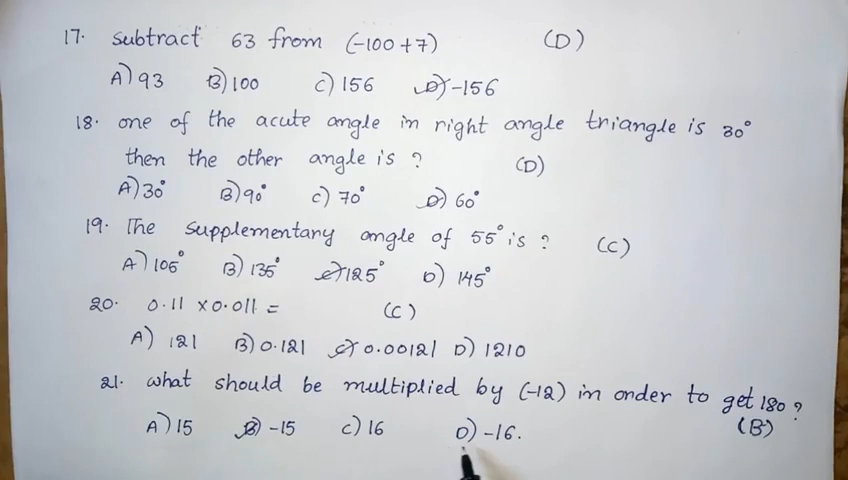 17. Subtract 63 from (-100+7) (D)
A) 93 B) 100 C) 156 D) -156
18. one of the acute angle in right angle triangle is 30°
then the other angle is ? (D)
A) 30° B) 90° C) 70° D) 60°
19. The supplementary angle of 55° is ? (C)
A) 105° B) 135° C) 125° D) 145°
20. 0.11 x 0.011 = (C)
A) 121 B) 0.121 C) 0.00121 D) 1210
21. what should be multiplied by (-12) in order to get 180 ?
A) 15 B) -15 C) 16 D) -16. (B)